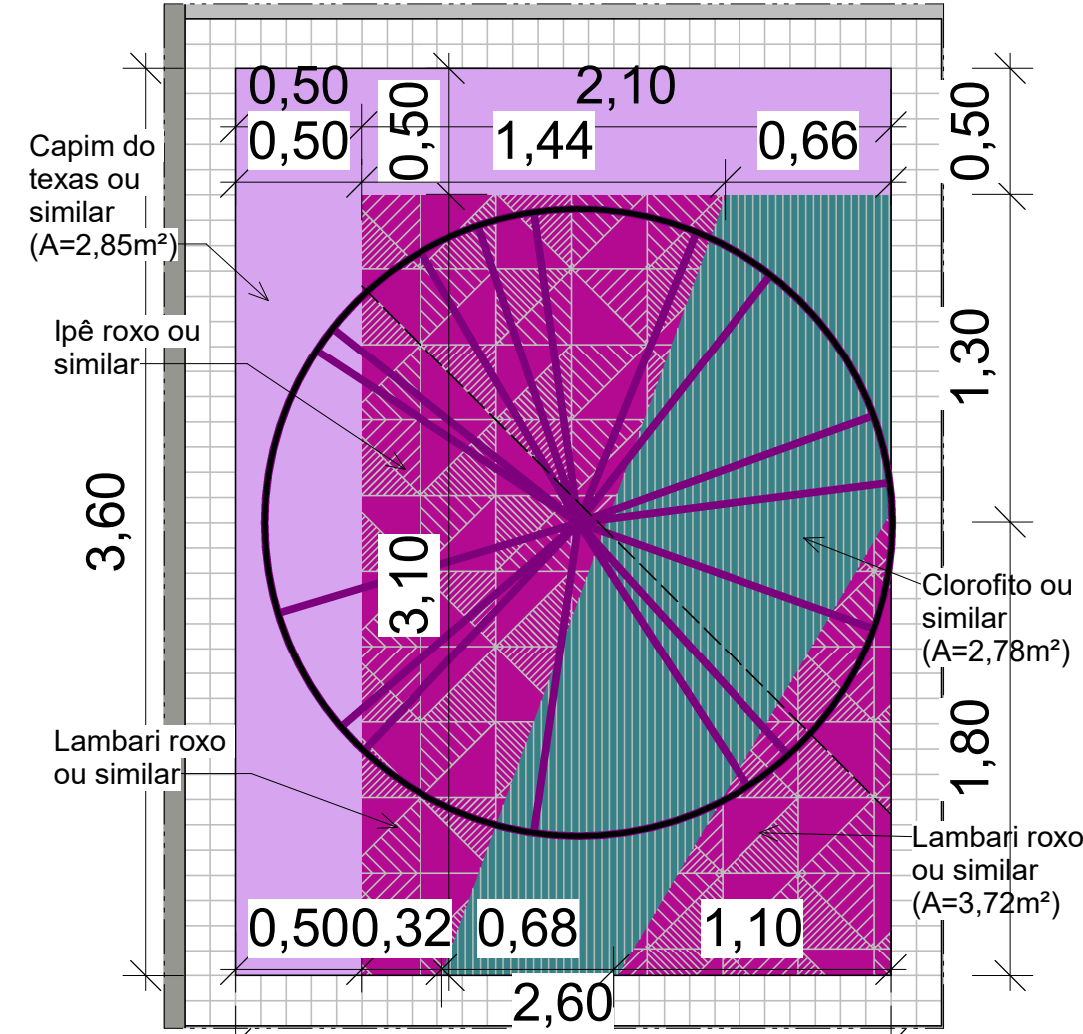 0,50
2,10
0,50
0,50
1,44
0,66
0,50
Capim do
texas ou
similar
(A=2,85m²)
Ipê roxo ou
similar
1,30
3,60
3,10
Clorofito ou
similar
(A=2,78m²)
Lambari roxo
ou similar
1,80
Lambari roxo
ou similar
(A=3,72m²)
0,50
0,32
0,68
1,10
2,60